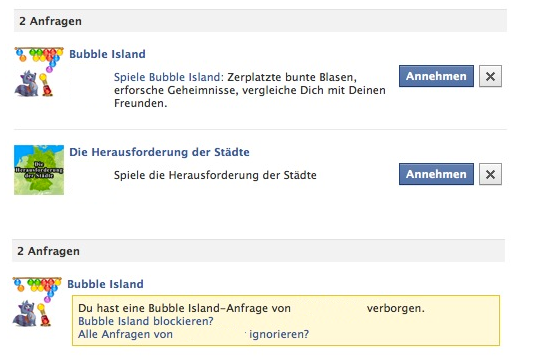 2 Anfragen
Bubble Island
Spiele Bubble Island: Zerplatzte bunte Blasen,
erforsche Geheimnisse, vergleiche Dich mit Deinen
Freunden.
Annehmen
Die
Herausforderung
der Städte
Die Herausforderung der Städte
Spiele die Herausforderung der Städte
Annehmen
2 Anfragen
Bubble Island
Du hast eine Bubble Island-Anfrage von verborgen.
Bubble Island blockieren?
Alle Anfragen von ignorieren?